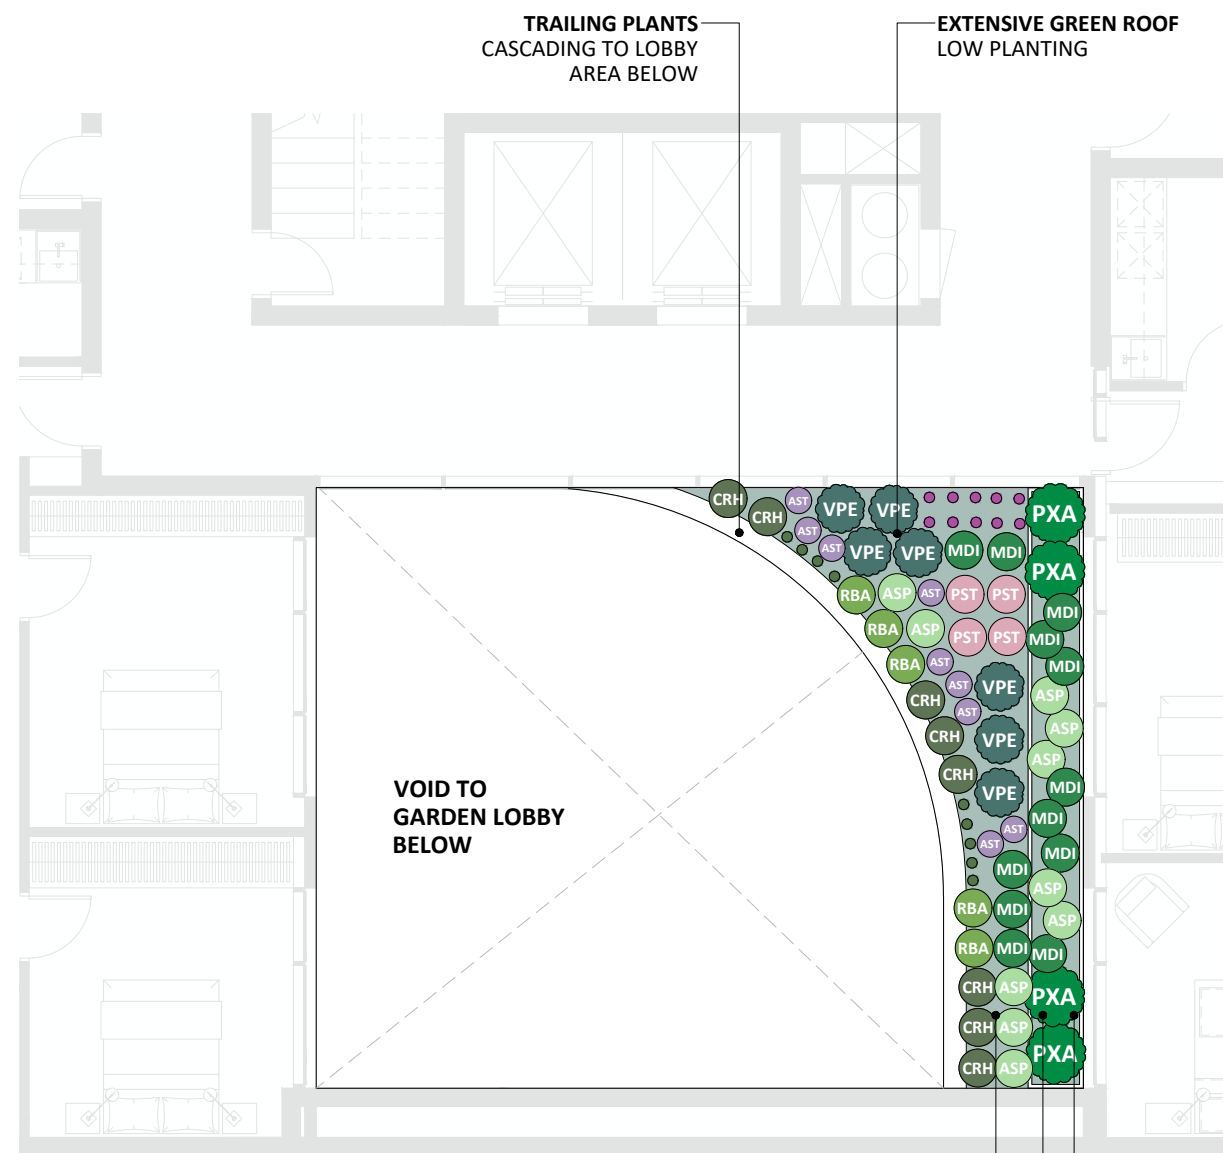 TRAILING PLANTS
CASCADING TO LOBBY
AREA BELOW
EXTENSIVE GREEN ROOF
LOW PLANTING
CRH
AST
VPE
VPE
PXA
CRH
AST
AST
VPE
VPE
MDI
MDI
PXA
RBA
ASP
AST
PST
PST
MDI
RBA
ASP
PST
PST
MDI
RBA
AST
MDI
CRH
AST
VPE
ASP
AST
CRH
VPE
ASP
ASP
CRH
VPE
MDI
MDI
AST
AST
MDI
MDI
ASP
RBA
MDI
ASP
RBA
MDI
MDI
CRH
ASP
PXA
CRH
ASP
PXA
CRH
ASP
VOID TO
GARDEN LOBBY
BELOW